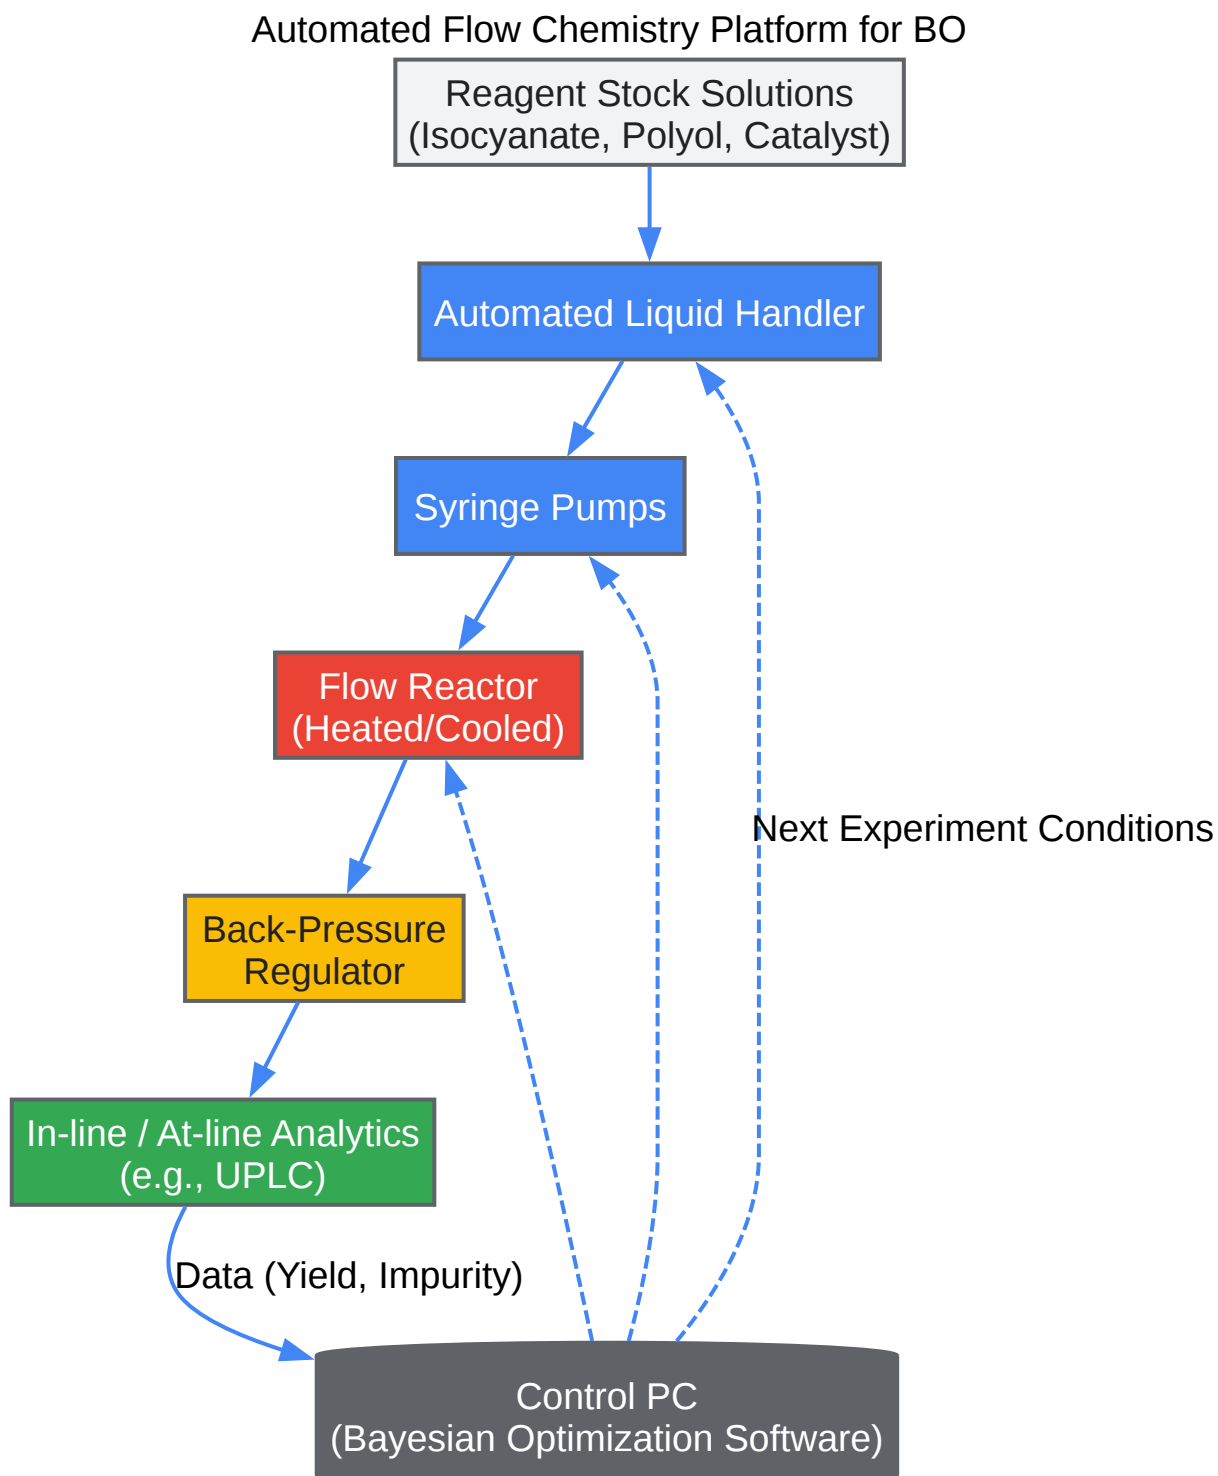 Automated Flow Chemistry Platform for BO
Reagent Stock Solutions
(Isocyanate, Polyol, Catalyst)
Automated Liquid Handler
Syringe Pumps
Flow Reactor
(Heated/Cooled)
Next Experiment Conditions
Back-Pressure
Regulator
In-line / At-line Analytics
(e.g., UPLC)
Data (Yield, Impurity)
Control PC
(Bayesian Optimization Software)